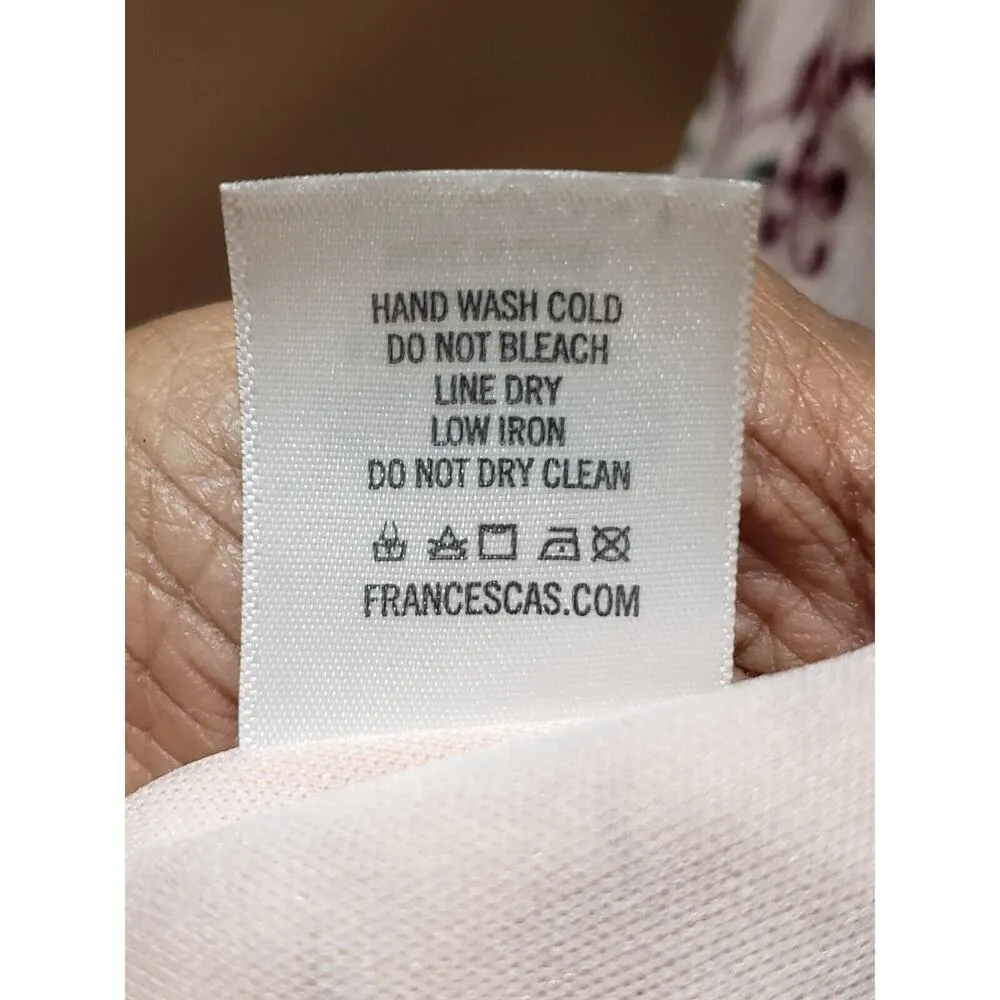 HAND WASH COLD
DO NOT BLEACH
LINE DRY
LOW IRON
DO NOT DRY CLEAN
FRANCESCAS.COM